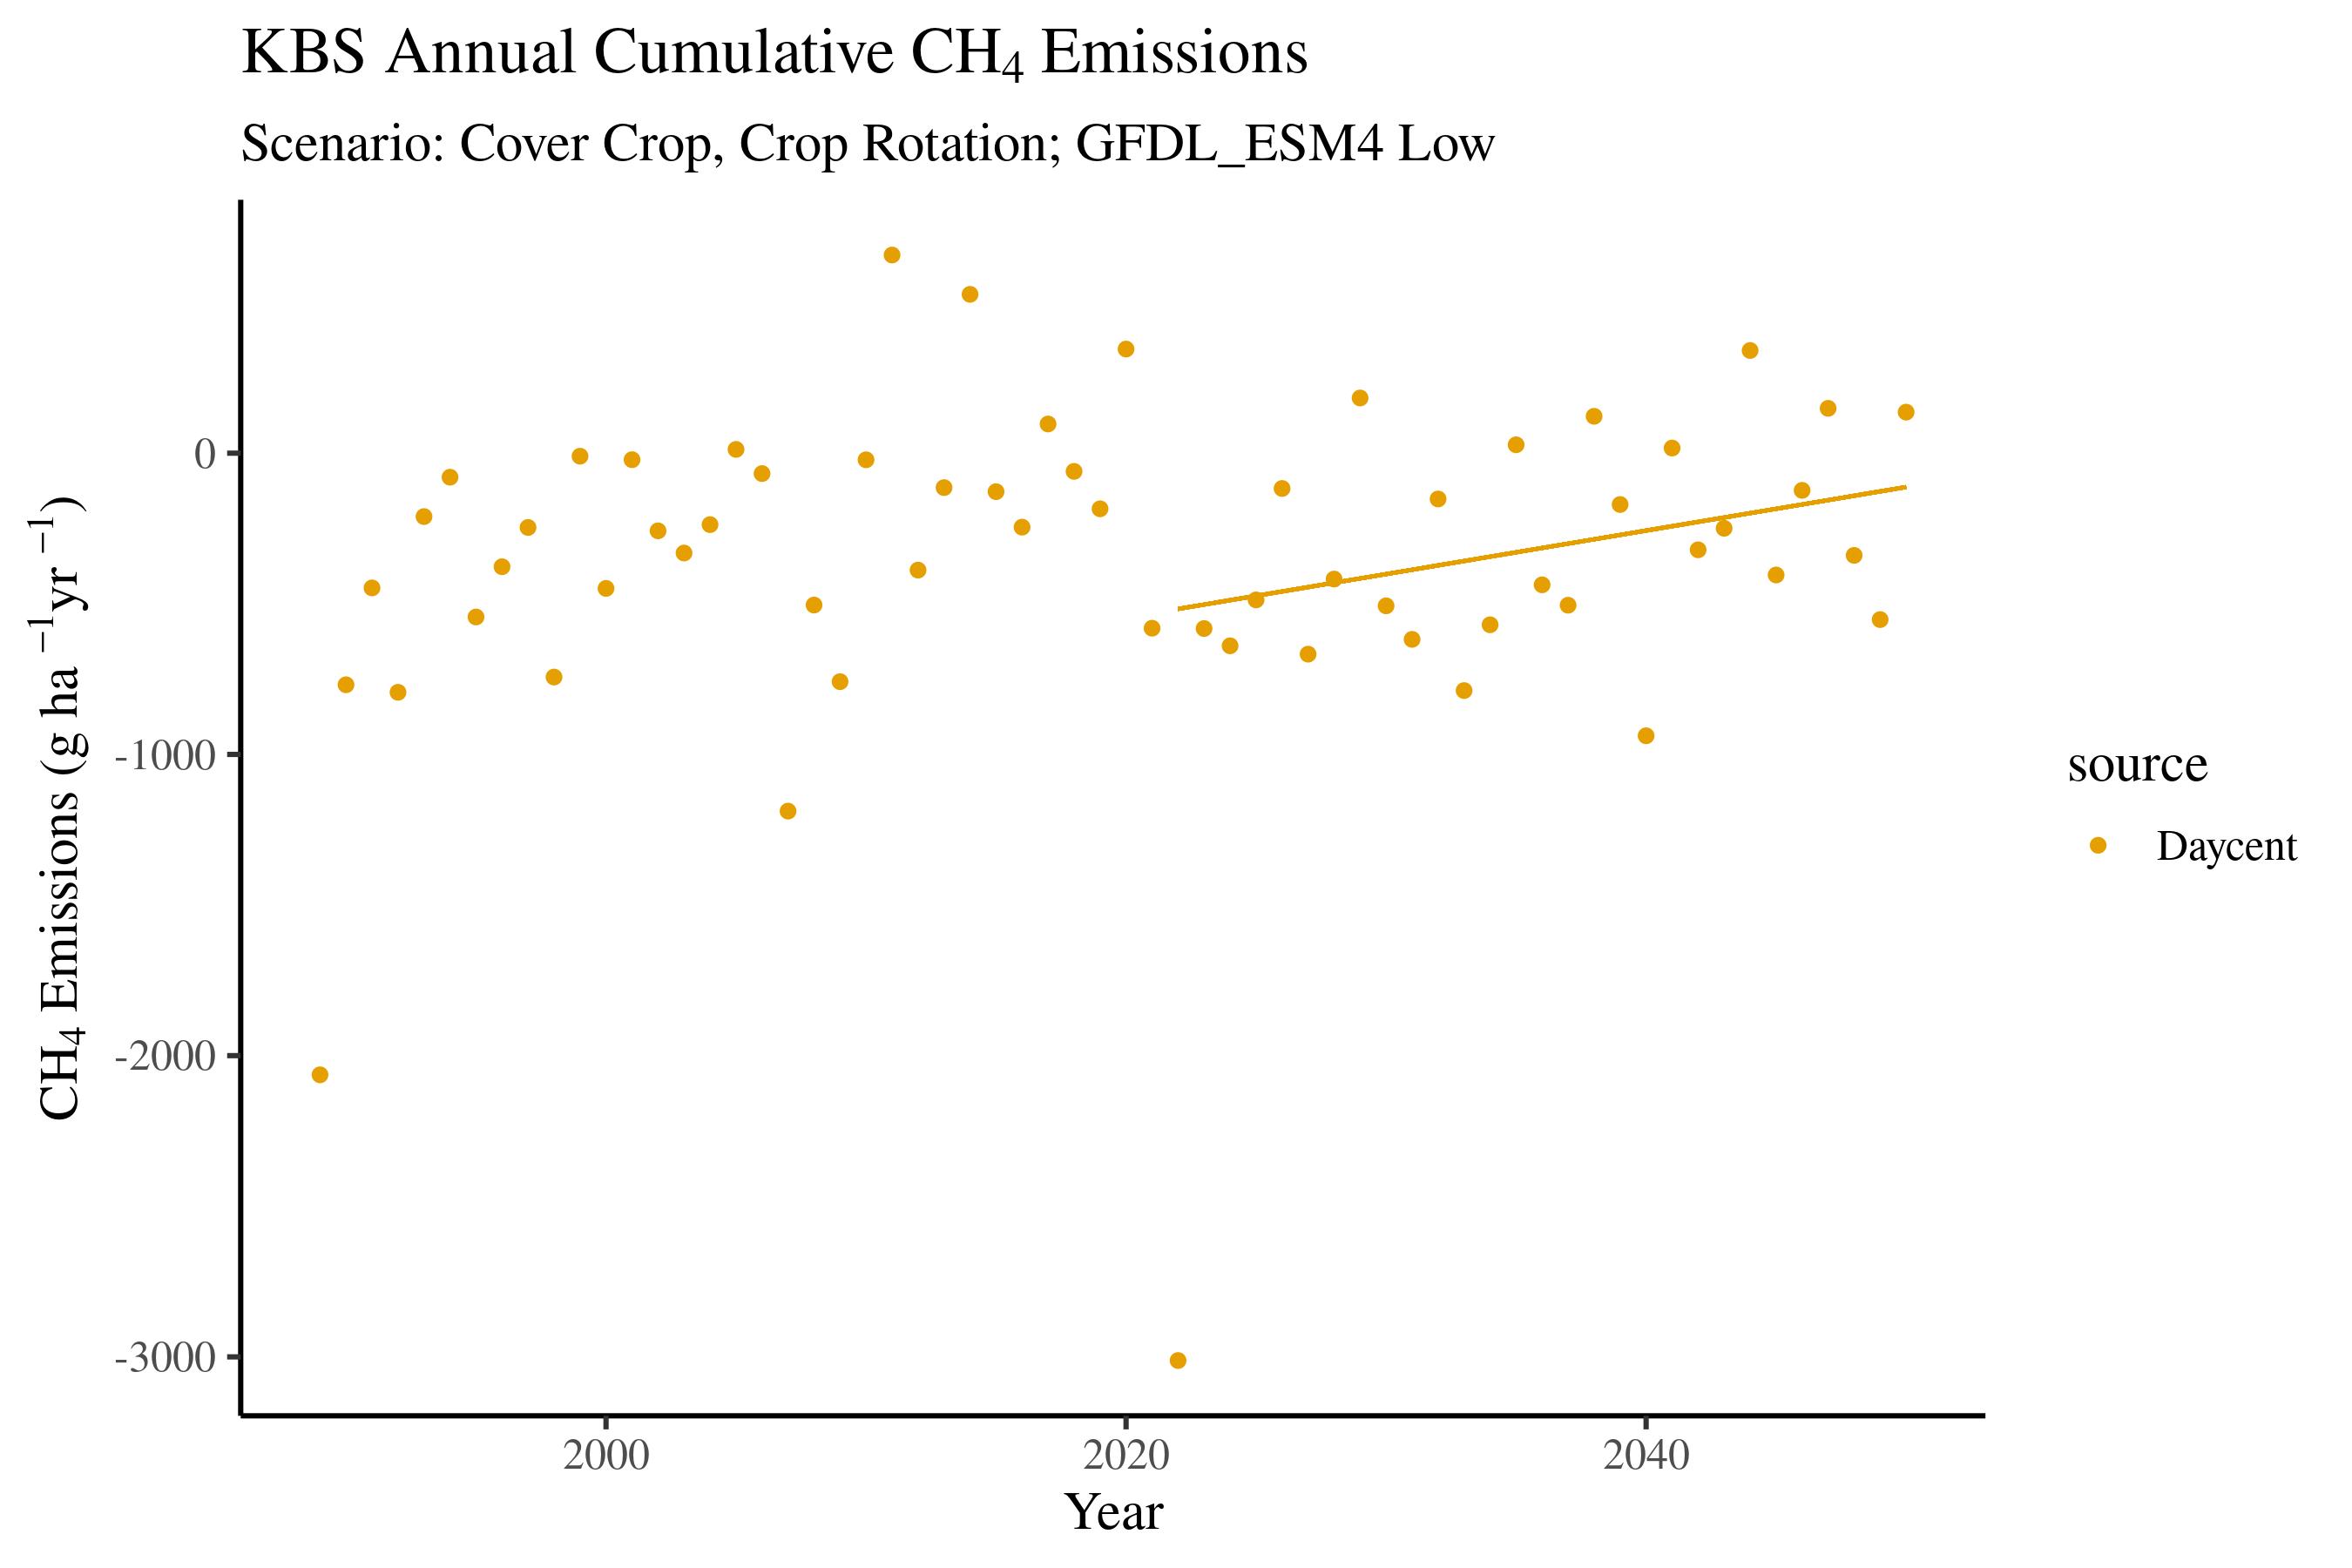 KBS Annual Cumulative CH₄ Emissions
Scenario: Cover Crop, Crop Rotation; GFDL_ESM4 Low
CH₄ Emissions (g ha ⁻¹yr ⁻¹)
0
-1000
-2000
-3000
2000 2020 2040
Year
source
Daycent